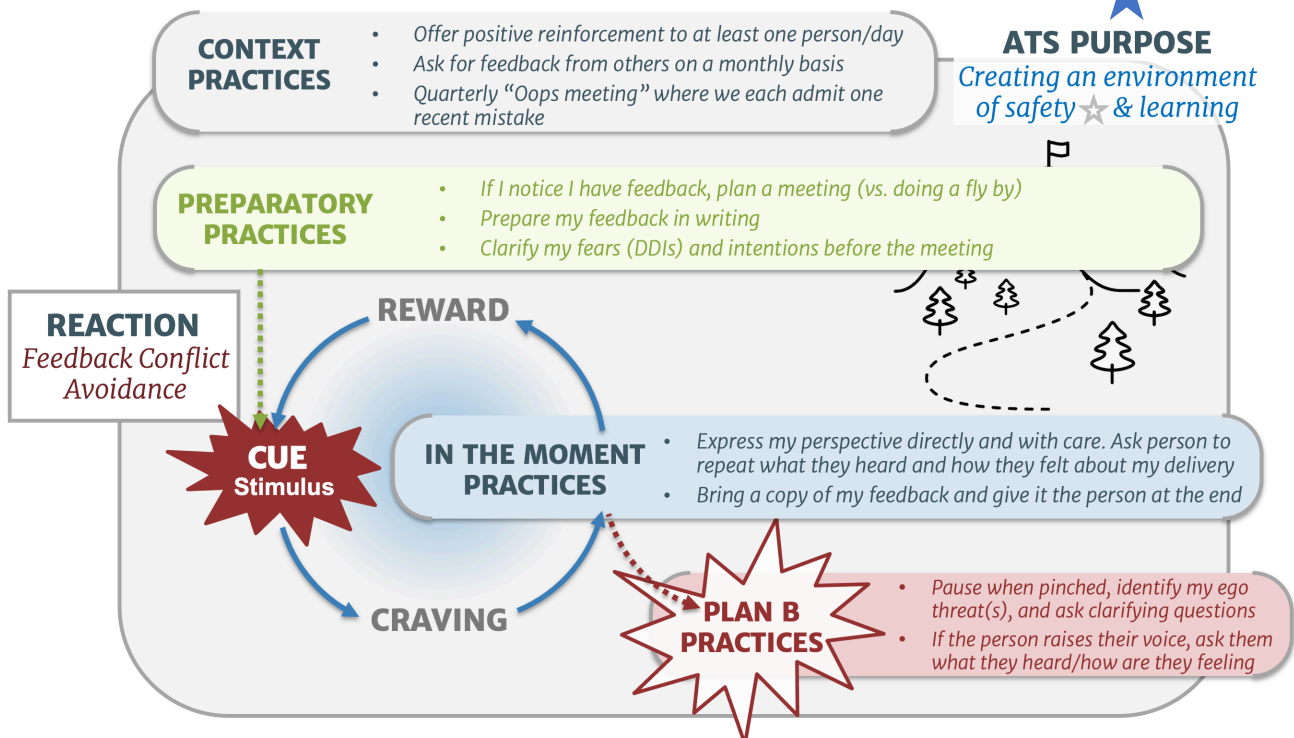 CONTEXT
PRACTICES
• Offer positive reinforcement to at least one person/day
• Ask for feedback from others on a monthly basis
• Quarterly “Oops meeting” where we each admit one
recent mistake
ATS PURPOSE
Creating an environment
of safety & learning
PREPARATORY
PRACTICES
• If I notice I have feedback, plan a meeting (vs. doing a fly by)
• Prepare my feedback in writing
• Clarify my fears (DDIs) and intentions before the meeting
REACTION
Feedback Conflict
Avoidance
REWARD
CUE
Stimulus
IN THE MOMENT
PRACTICES
• Express my perspective directly and with care. Ask person to
repeat what they heard and how they felt about my delivery
• Bring a copy of my feedback and give it the person at the end
CRAVING
PLAN B
PRACTICES
• Pause when pinched, identify my ego
threat(s), and ask clarifying questions
• If the person raises their voice, ask them
what they heard/how are they feeling